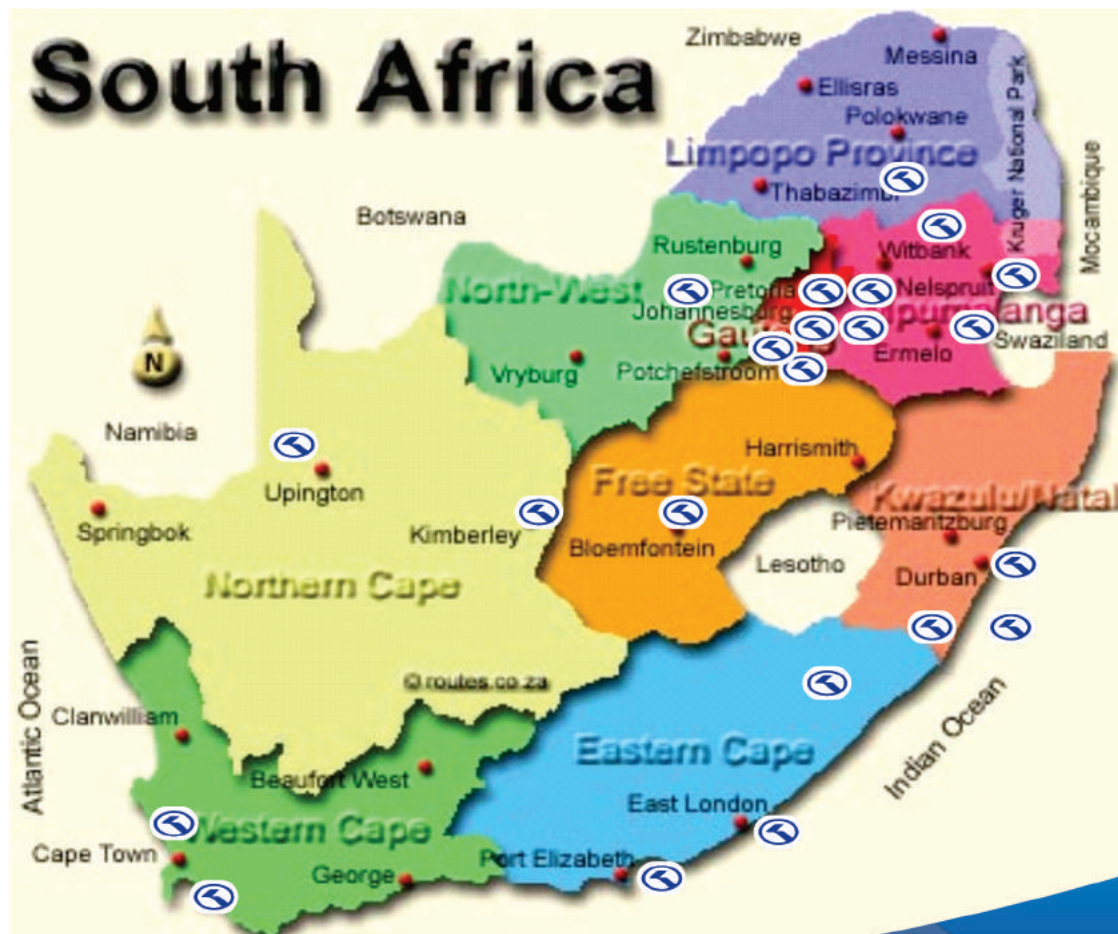 South Africa
Zimbabwe
Messina
Ellisras
Polokwane
Limpopo Province
Thabazimbi
Kruger National Park
Mocambique
Botswana
Rustenburg
Witbank
North-West
Pretoria
Nelspruit
Johannesburg
Swaziland
Ermelo
Vryburg
Potchefstroom
N
Namibia
Harrismith
Upington
Free State
Kwazulu/Natal
Springbok
Kimberley
Bloemfontein
Pietemaritzburg
Lesotho
Durban
Northern Cape
© routes.co.za
Atlantic Ocean
Clanwilliam
Indian Ocean
Eastern Cape
Beaufort West
East London
Western Cape
Cape Town
Port Elizabeth
George